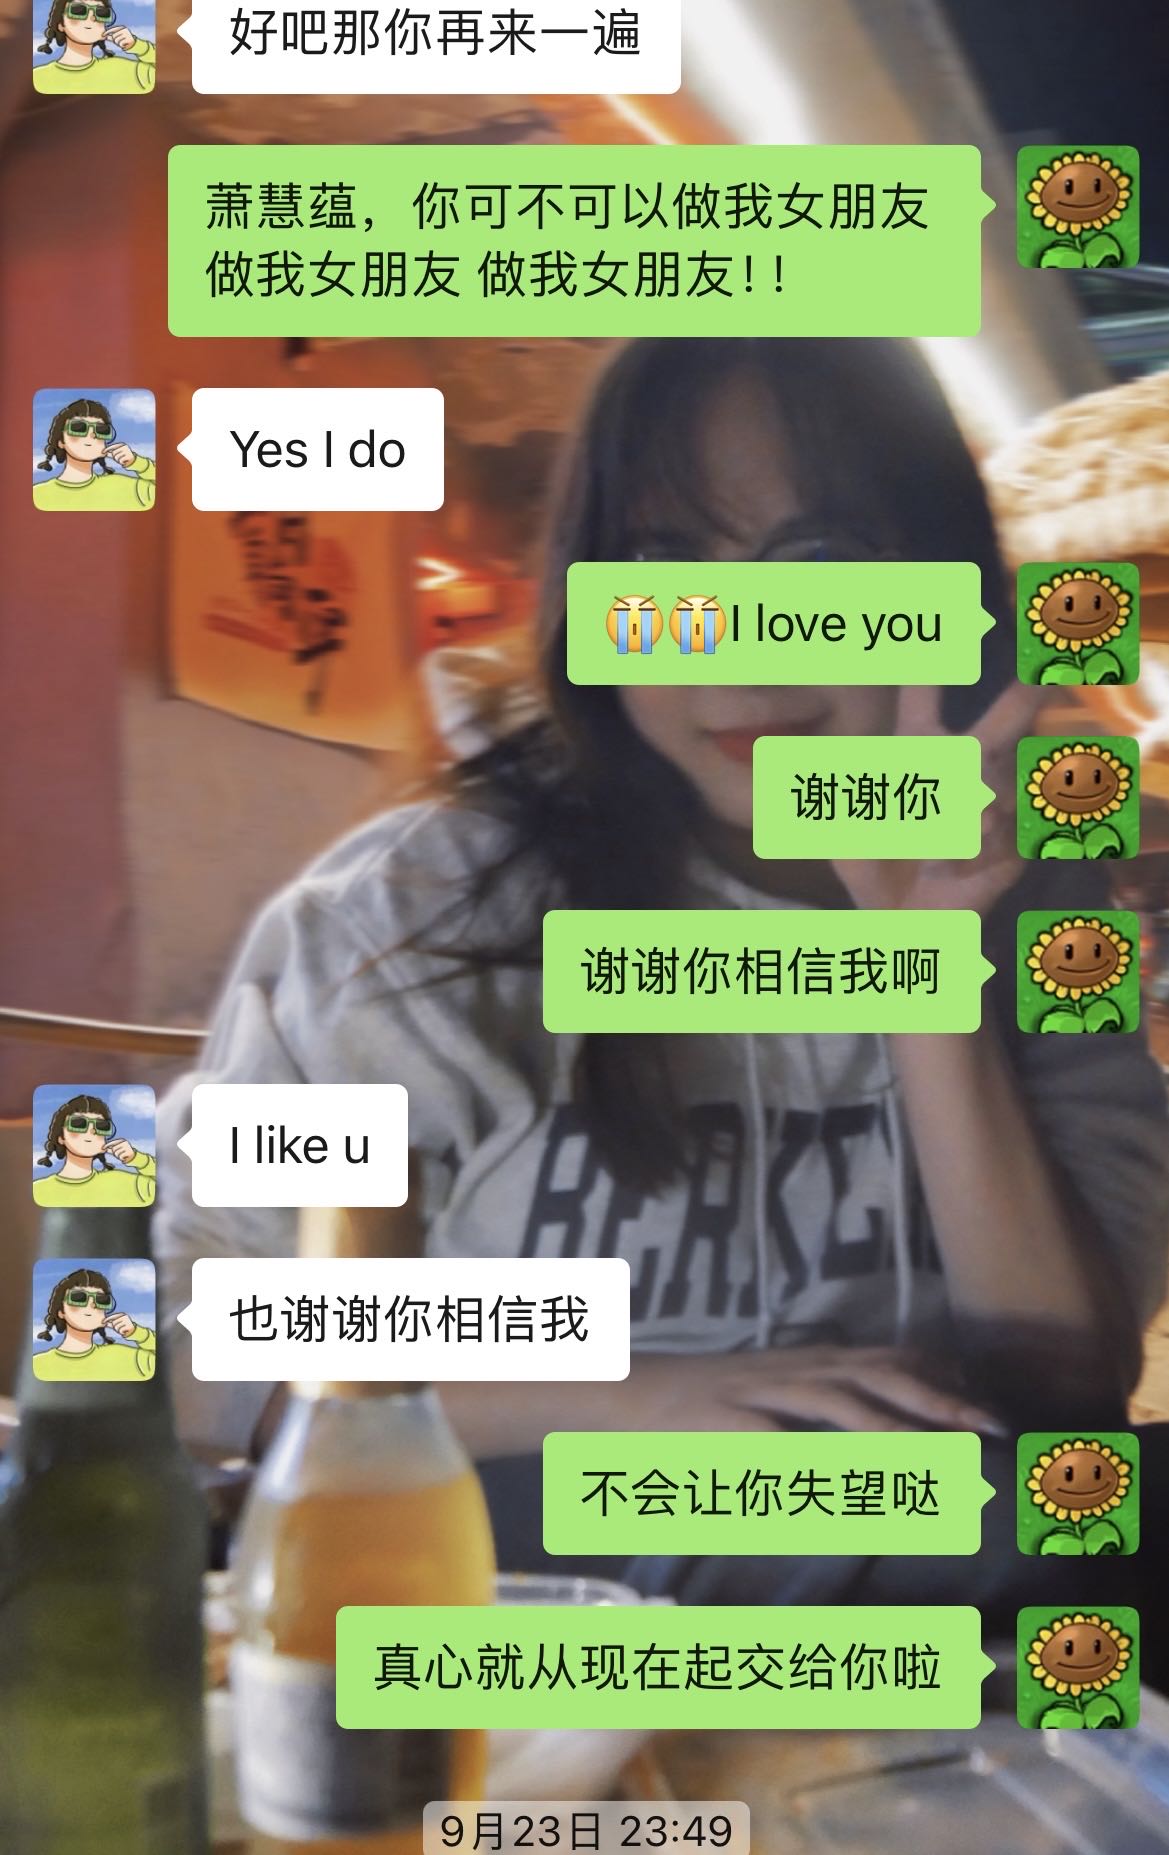 好吧那你再来一遍
萧慧蕴，你可不可以做我女朋友
做我女朋友 做我女朋友！！
Yes I do
😭😭I love you
谢谢你
谢谢你相信我啊
I like u
BERKEL
也谢谢你相信我
不会让你失望哒
真心就从现在起交给你啦
9月23日 23:49